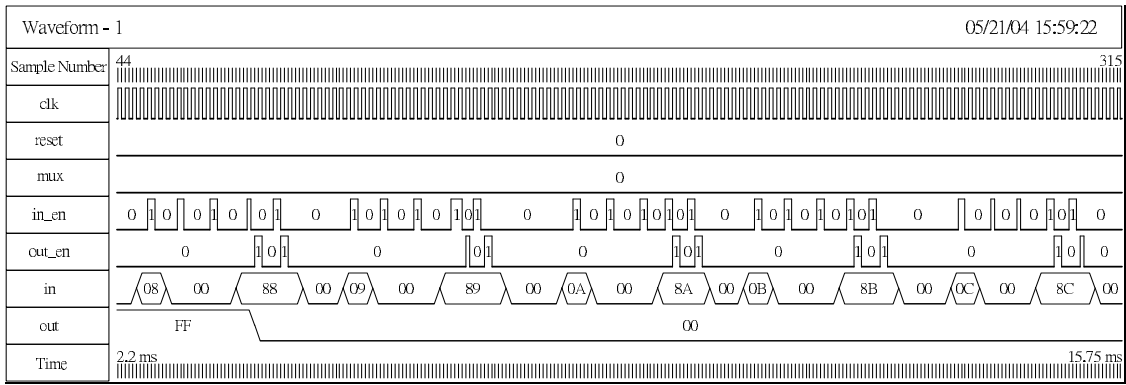 Waveform - 1 05/21/04 15:59:22
Sample Number 44 315
clk
reset 0
mux 0
in_en 0 1 0 0 1 0 0 1 0 1 0 1 0 1 0 1 0 1 0 1 0 1 0 1 0 1 0 1 0 1 0 1 0 1 0 1 0 0 0 0 1 0 1 0
out_en 0 1 0 1 0 0 1 0 1 0 1 0 1 0 1 0 1 0 0
in 08 00 88 00 09 00 89 00 0A 00 8A 00 0B 00 8B 00 0C 00 8C 00
out FF 00
Time 2.2 ms 15.75 ms